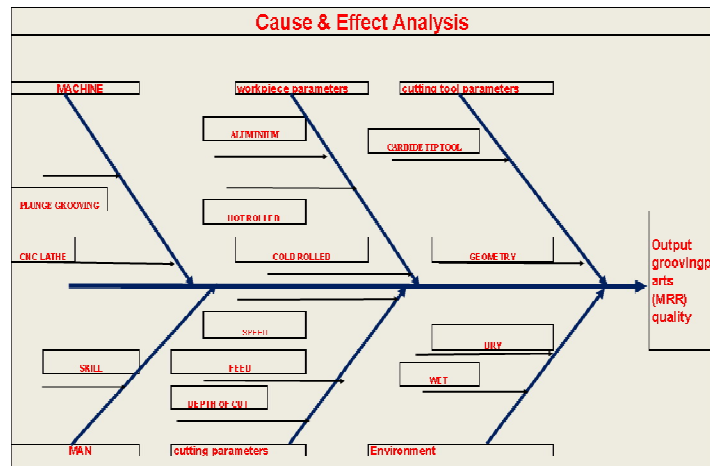 Cause & Effect Analysis
MACHINE
workpiece parameters
cutting tool parameters
ALUMINIUM
CARBIDE TIP TOOL
PLUNGE GROOVING
HOT ROLLED
CNC LATHE
COLD ROLLED
GEOMETRY
Output
groovingp
arts
(MRR)
quality
SPEED
DRY
SKILL
FEED
WET
DEPTH OF CUT
MAN
cutting parameters
Environment